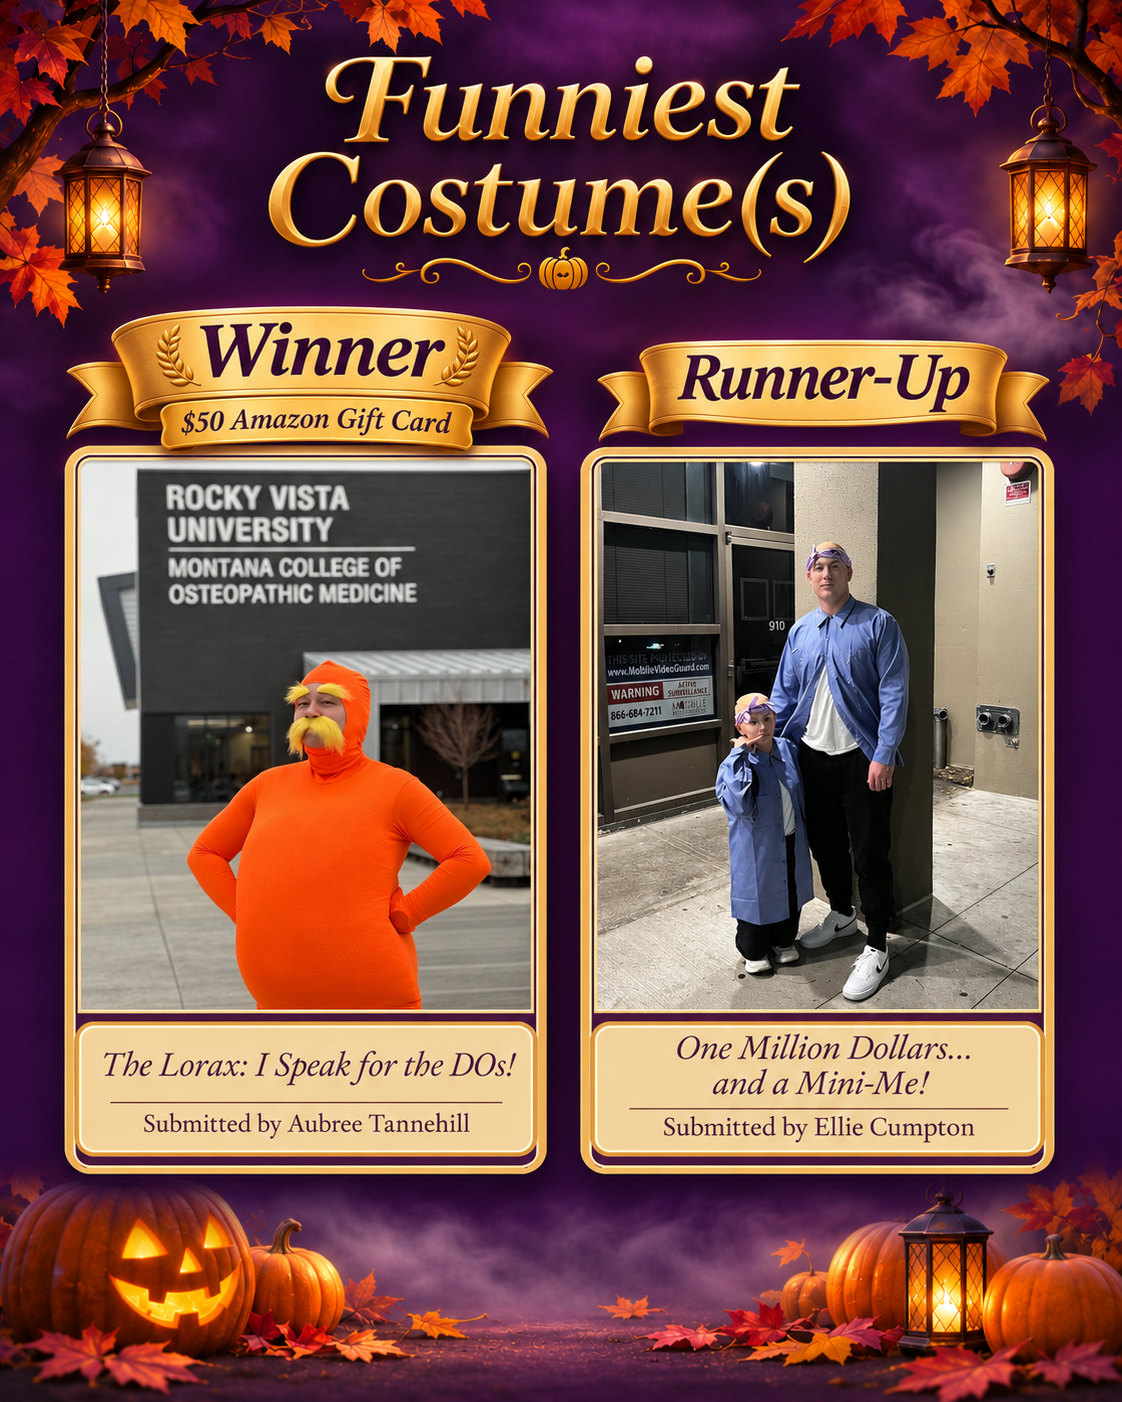 Funniest
Costume(s)
Winner
$50 Amazon Gift Card
Runner-Up
ROCKY VISTA
UNIVERSITY
MONTANA COLLEGE OF
OSTEOPATHIC MEDICINE
910
THIS SITE PROTECTED BY
www.MobileVideoGuard.com
WARNING
ACTIVE
SURVEILLANCE
866-684-7211
The Lorax: I Speak for the DOs!
Submitted by Aubree Tannehill
One Million Dollars...
and a Mini-Me!
Submitted by Ellie Cumpton